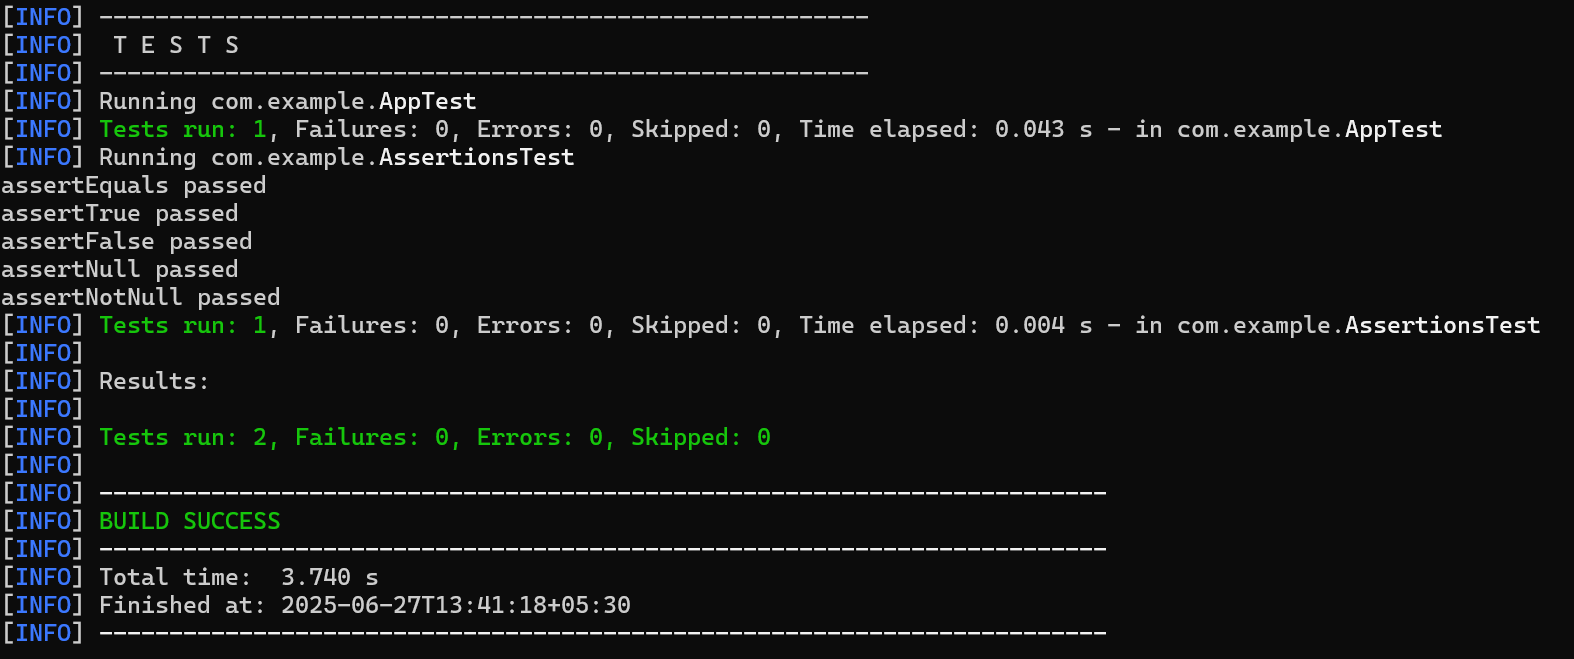 [INFO] -------------------------------------------------------
[INFO]  T E S T S
[INFO] -------------------------------------------------------
[INFO] Running com.example.AppTest
[INFO] Tests run: 1, Failures: 0, Errors: 0, Skipped: 0, Time elapsed: 0.043 s - in com.example.AppTest
[INFO] Running com.example.AssertionsTest
assertEquals passed
assertTrue passed
assertFalse passed
assertNull passed
assertNotNull passed
[INFO] Tests run: 1, Failures: 0, Errors: 0, Skipped: 0, Time elapsed: 0.004 s - in com.example.AssertionsTest
[INFO]
[INFO] Results:
[INFO]
[INFO] Tests run: 2, Failures: 0, Errors: 0, Skipped: 0
[INFO]
[INFO] ------------------------------------------------------------------------
[INFO] BUILD SUCCESS
[INFO] ------------------------------------------------------------------------
[INFO] Total time:  3.740 s
[INFO] Finished at: 2025-06-27T13:41:18+05:30
[INFO] ------------------------------------------------------------------------